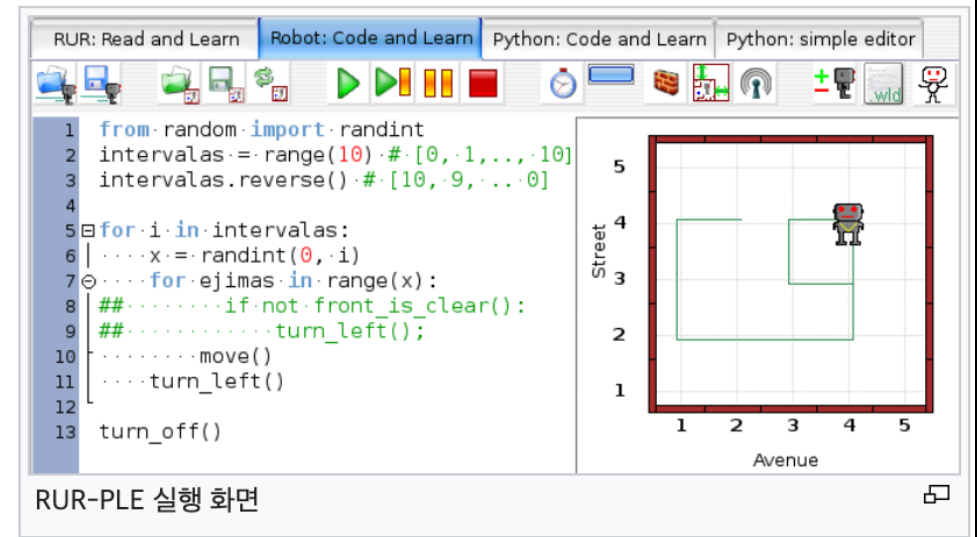 RUR: Read and Learn Robot: Code and Learn Python: Code and Learn Python: simple editor
.wld
1 from random import randint
2 intervalas = range(10) # [0, 1,.., 10]
3 intervalas.reverse() # [10, 9, ... 0]
4
5 for i in intervalas:
6 x = randint(0, i)
7 for ejimas in range(x):
8 ## if not front_is_clear():
9 ## turn_left();
10 move()
11 turn_left()
12
13 turn_off()
5
4
3
2
1
Street
1 2 3 4 5
Avenue
RUR-PLE 실행 화면